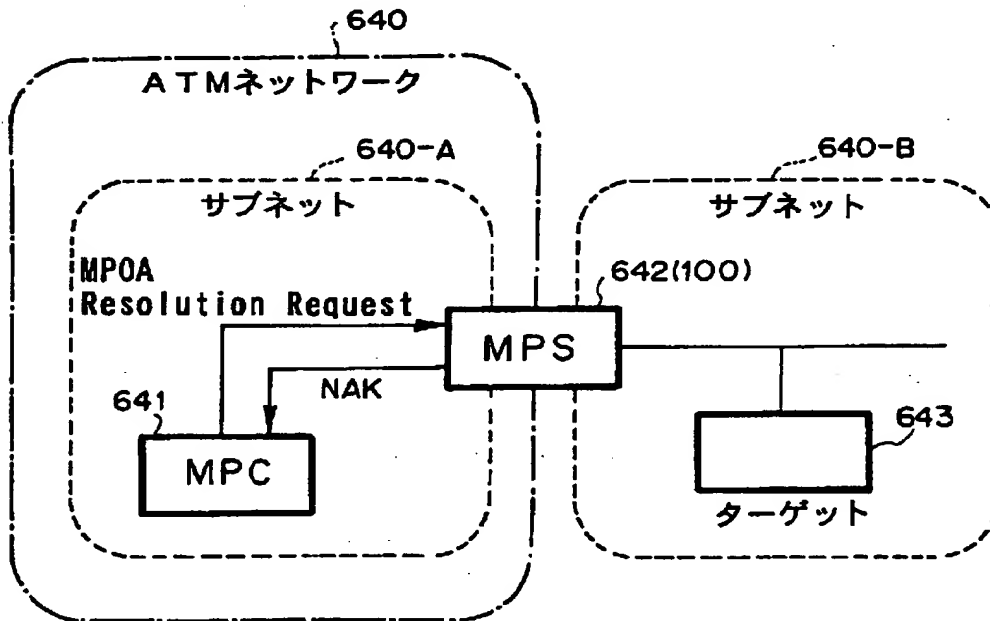 640
ATMネットワーク
640-A
640-B
サブネット
サブネット
MPOA
Resolution Request
642(100)
MPS
NAK
641
MPC
643
ターゲット